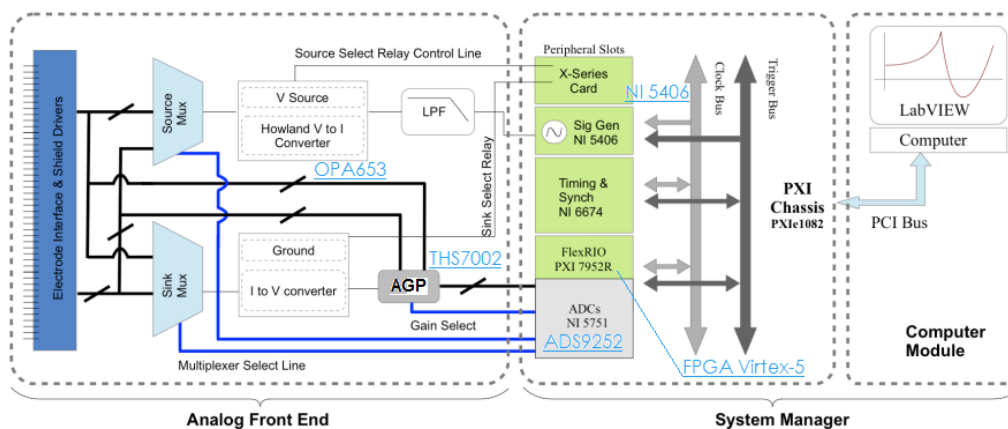 Source Select Relay Control Line
Peripheral Slots
X-Series
Card
NI 5406
Clock Bus
Trigger Bus
LabVIEW
Computer
Electrode Interface & Shield Drivers
Source
Mux
V Source
Howland V to I
Converter
LPF
Sig Gen
NI 5406
OPA653
Sink Select Relay
Timing &
Synch
NI 6674
PXI
Chassis
PXIe1082
PCI Bus
Sink
Mux
Ground
I to V converter
THS7002
AGP
FlexRIO
PXI 7952R
Gain Select
ADCs
NI 5751
ADS9252
Multiplexer Select Line
FPGA Virtex-5
Computer
Module
Analog Front End
System Manager